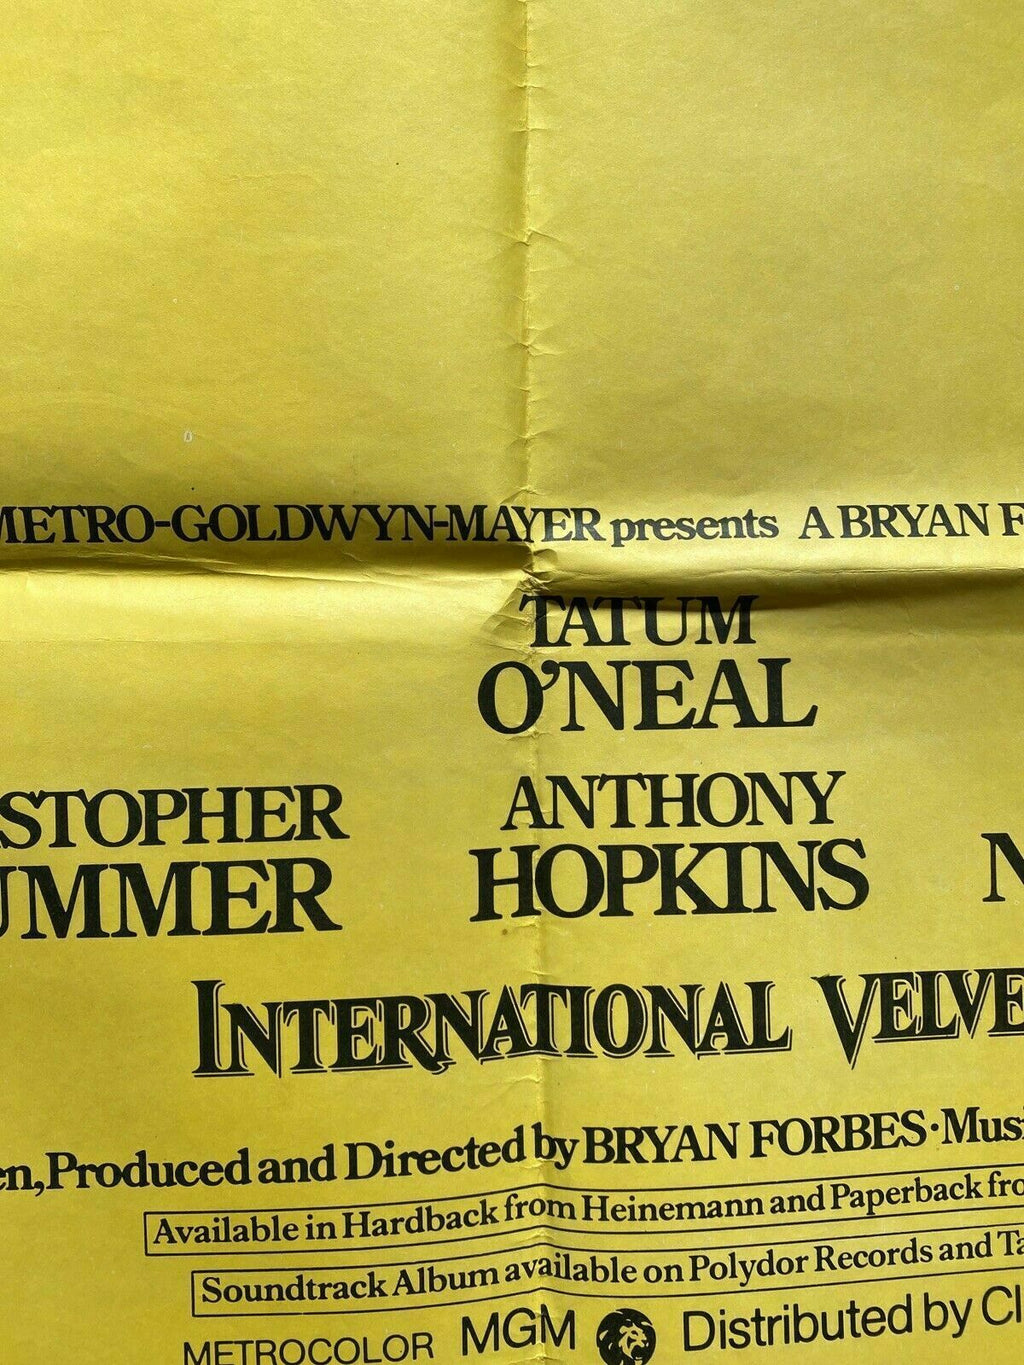 METRO-GOLDWYN-MAYER presents A BRYAN F
TATUM
O'NEAL
STOPHER ANTHONY
UMMER HOPKINS N
INTERNATIONAL VELVE
en, Produced and Directed by BRYAN FORBES · Mus
Available in Hardback from Heinemann and Paperback fro
Soundtrack Album available on Polydor Records and Ta
METROCOLOR MGM Distributed by CI